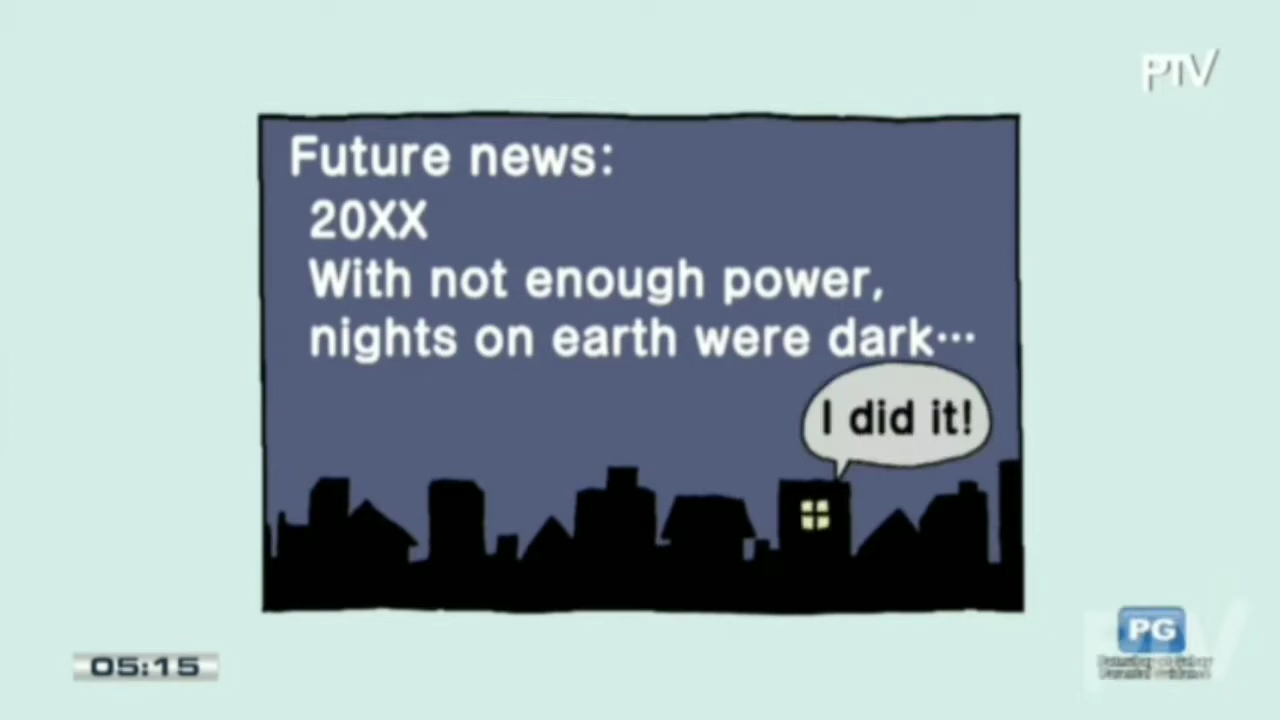 PTV
Future news:
20XX
With not enough power,
nights on earth were dark…
I did it!
05:15
PG